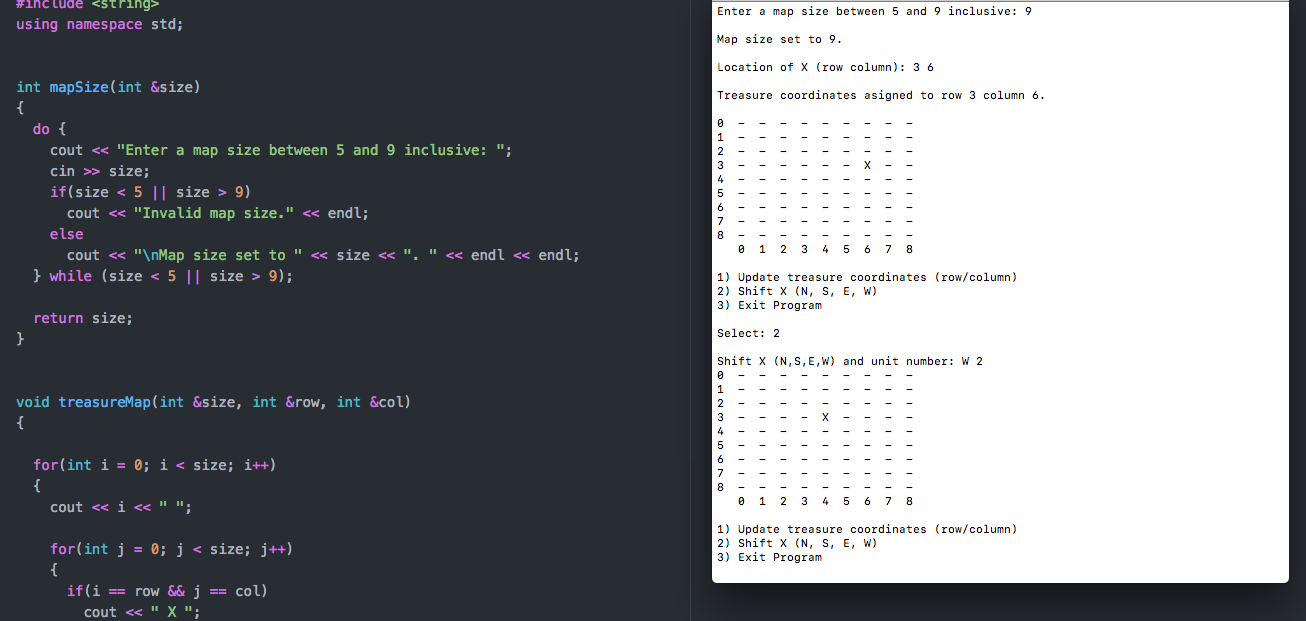 #include <string>
using namespace std;
int mapSize(int &size)
{
do {
cout << "Enter a map size between 5 and 9 inclusive: ";
cin >> size;
if(size < 5 || size > 9)
cout << "Invalid map size." << endl;
else
cout << "\nMap size set to " << size << ". " << endl << endl;
} while (size < 5 || size > 9);
return size;
}
void treasureMap(int &size, int &row, int &col)
{
for(int i = 0; i < size; i++)
{
cout << i << " ";
for(int j = 0; j < size; j++)
{
if(i == row && j == col)
cout << " X ";
Enter a map size between 5 and 9 inclusive: 9
Map size set to 9.
Location of X (row column): 3 6
Treasure coordinates asigned to row 3 column 6.
0 - - - - - - - - -
1 - - - - - - - - -
2 - - - - - - - - -
3 - - - - - - X - -
4 - - - - - - - - -
5 - - - - - - - - -
6 - - - - - - - - -
7 - - - - - - - - -
8 - - - - - - - - -
0 1 2 3 4 5 6 7 8
1) Update treasure coordinates (row/column)
2) Shift X (N, S, E, W)
3) Exit Program
Select: 2
Shift X (N,S,E,W) and unit number: W 2
0 - - - - - - - - -
1 - - - - - - - - -
2 - - - - - - - - -
3 - - - - X - - - -
4 - - - - - - - - -
5 - - - - - - - - -
6 - - - - - - - - -
7 - - - - - - - - -
8 - - - - - - - - -
0 1 2 3 4 5 6 7 8
1) Update treasure coordinates (row/column)
2) Shift X (N, S, E, W)
3) Exit Program